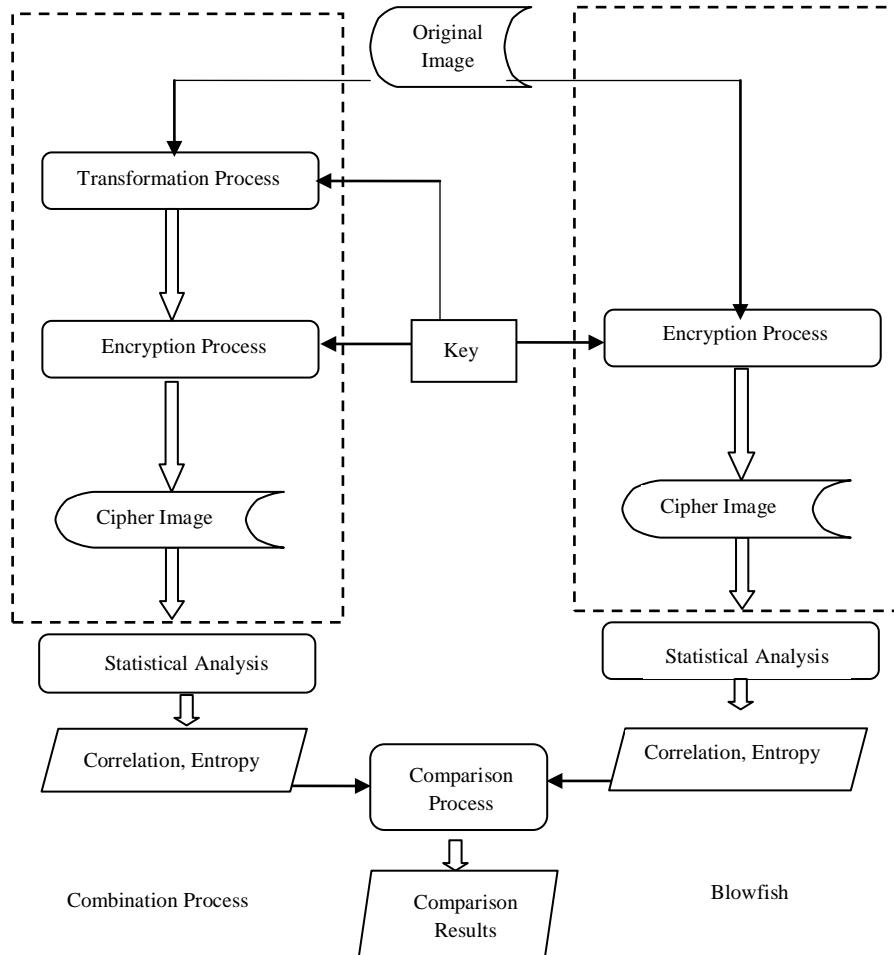 Original
Image
Transformation Process
Encryption Process
Key
Encryption Process
Cipher Image
Cipher Image
Statistical Analysis
Statistical Analysis
Correlation, Entropy
Comparison
Process
Correlation, Entropy
Combination Process
Comparison
Results
Blowfish